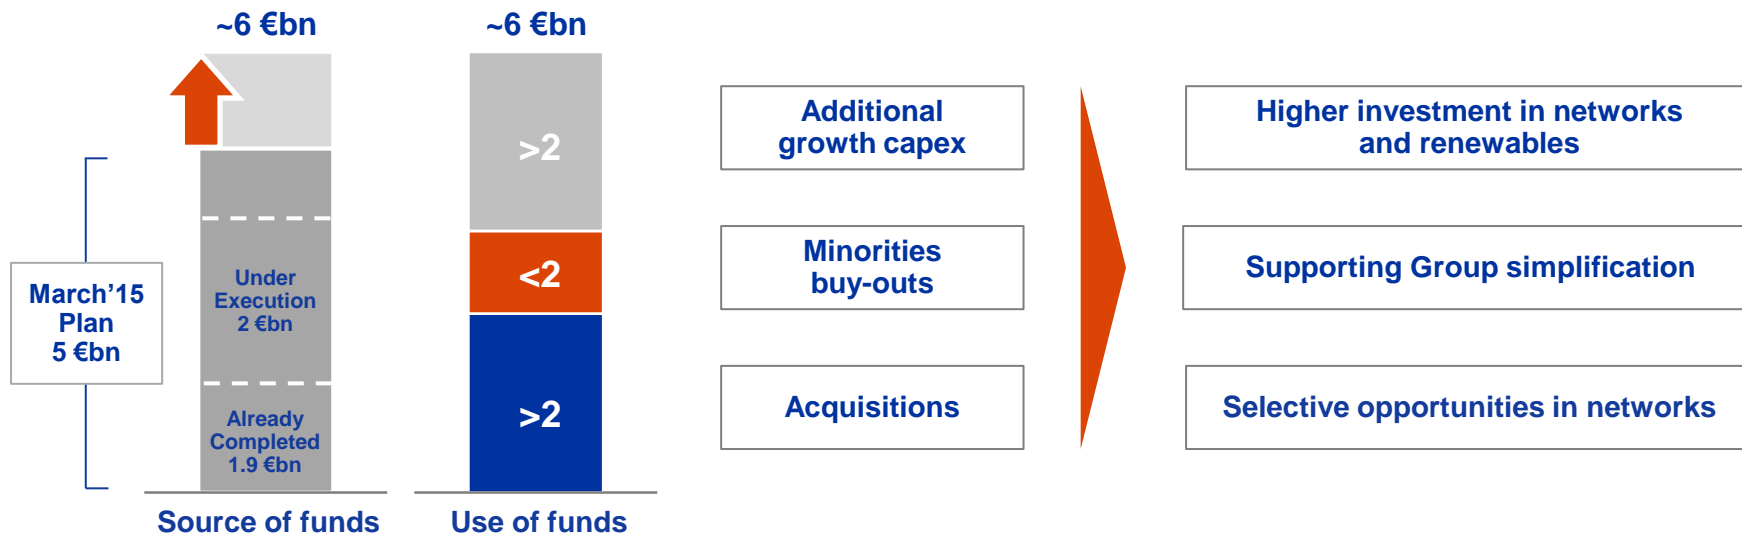 ~6 €bn
~6 €bn
March’15
Plan
5 €bn
Under
Execution
2 €bn
Already
Completed
1.9 €bn
Source of funds
>2
<2
>2
Use of funds
Additional
growth capex
Minorities
buy-outs
Acquisitions
Higher investment in networks
and renewables
Supporting Group simplification
Selective opportunities in networks